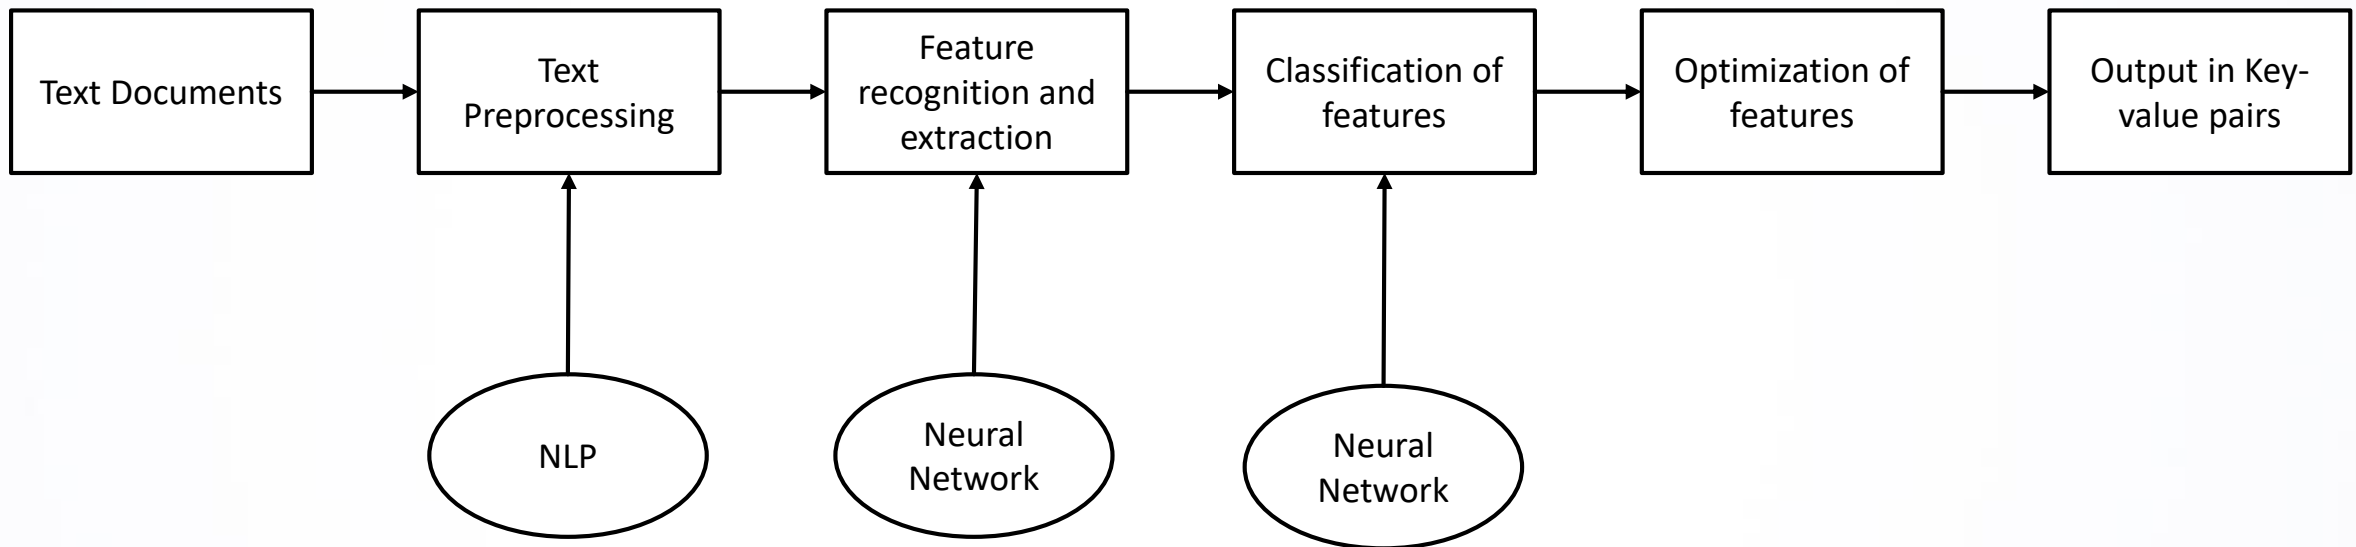 Text Documents
Text
Preprocessing
Feature
recognition and
extraction
Classification of
features
Optimization of
features
Output in Key-
value pairs
NLP
Neural
Network
Neural
Network